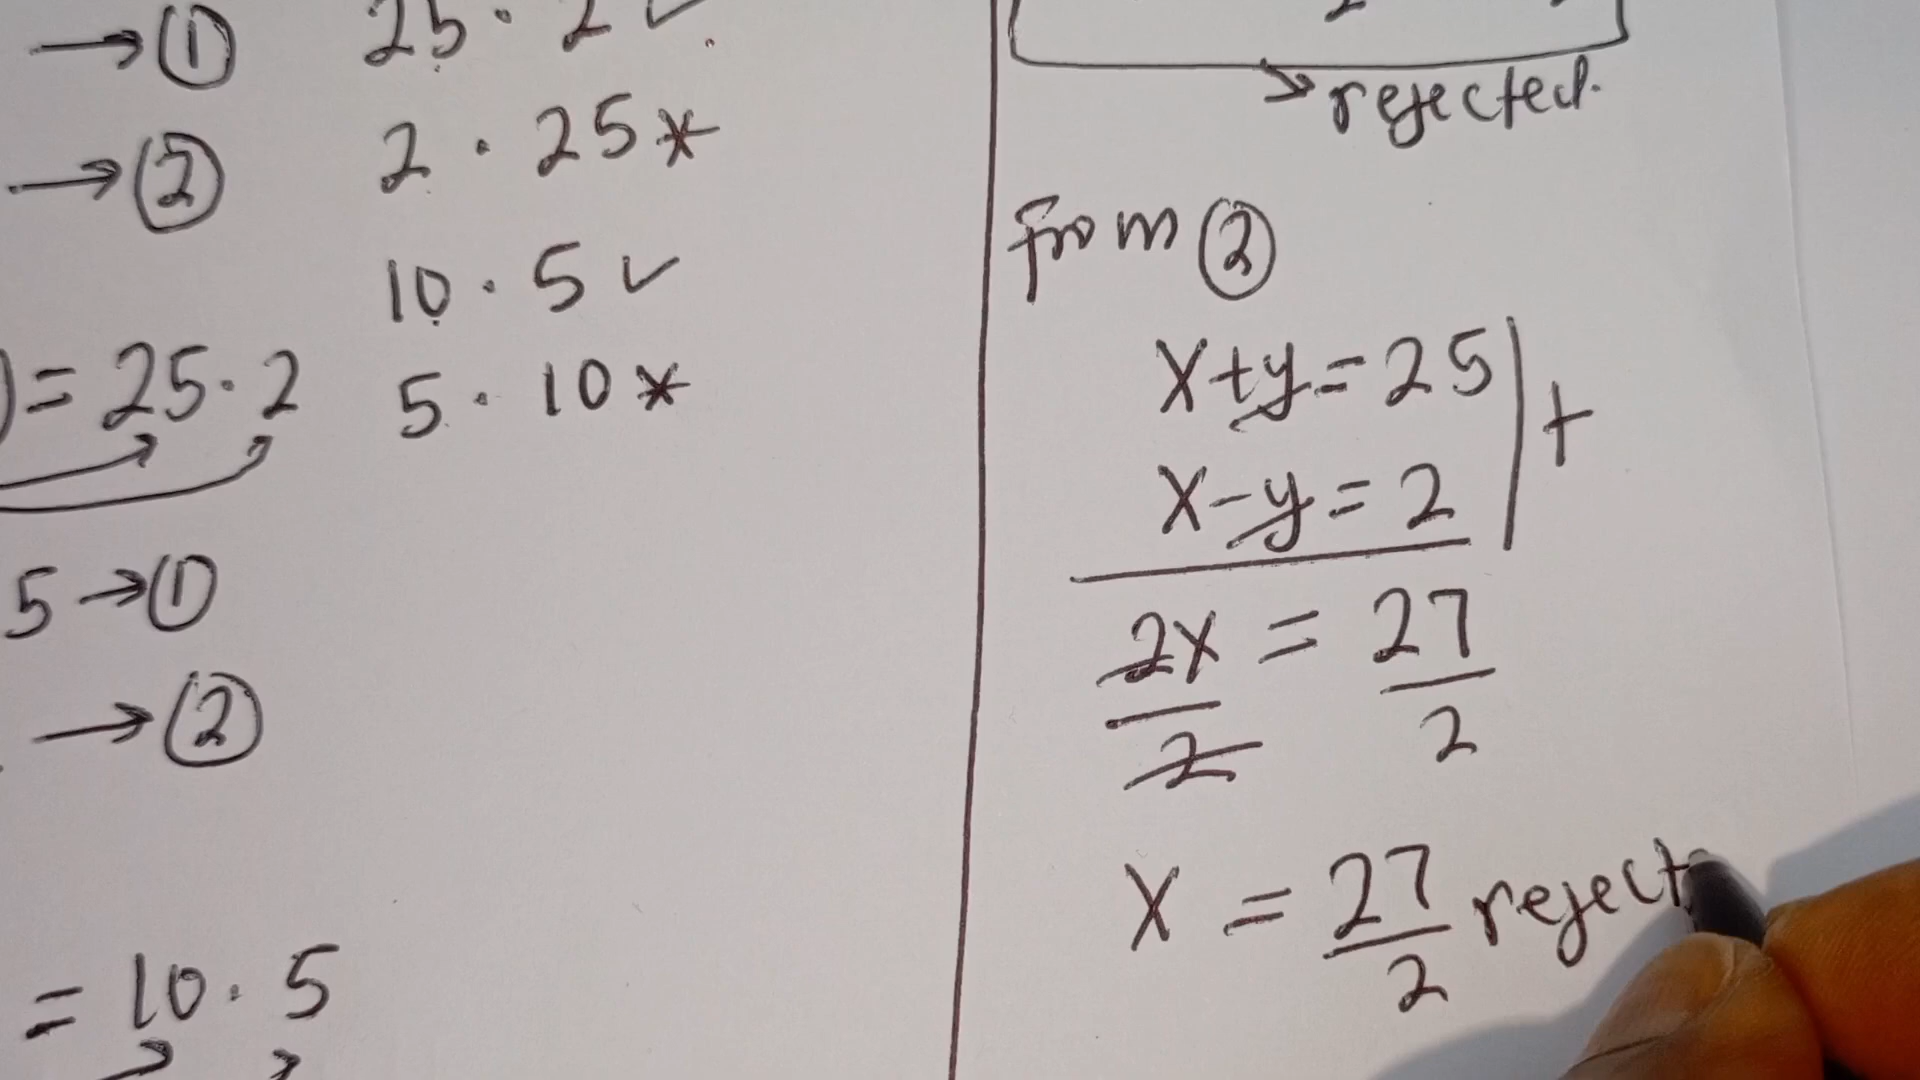 → ① 25 · 2 ✓
→ ② 2 · 25 *
10 · 5 ✓
) = 25 · 2 5 · 10 *
5 → ①
→ ②
= 10 · 5
→ rejected.
from ②
x+y = 25 | +
x-y = 2
2x/2 = 27/2
x = 27/2 reject